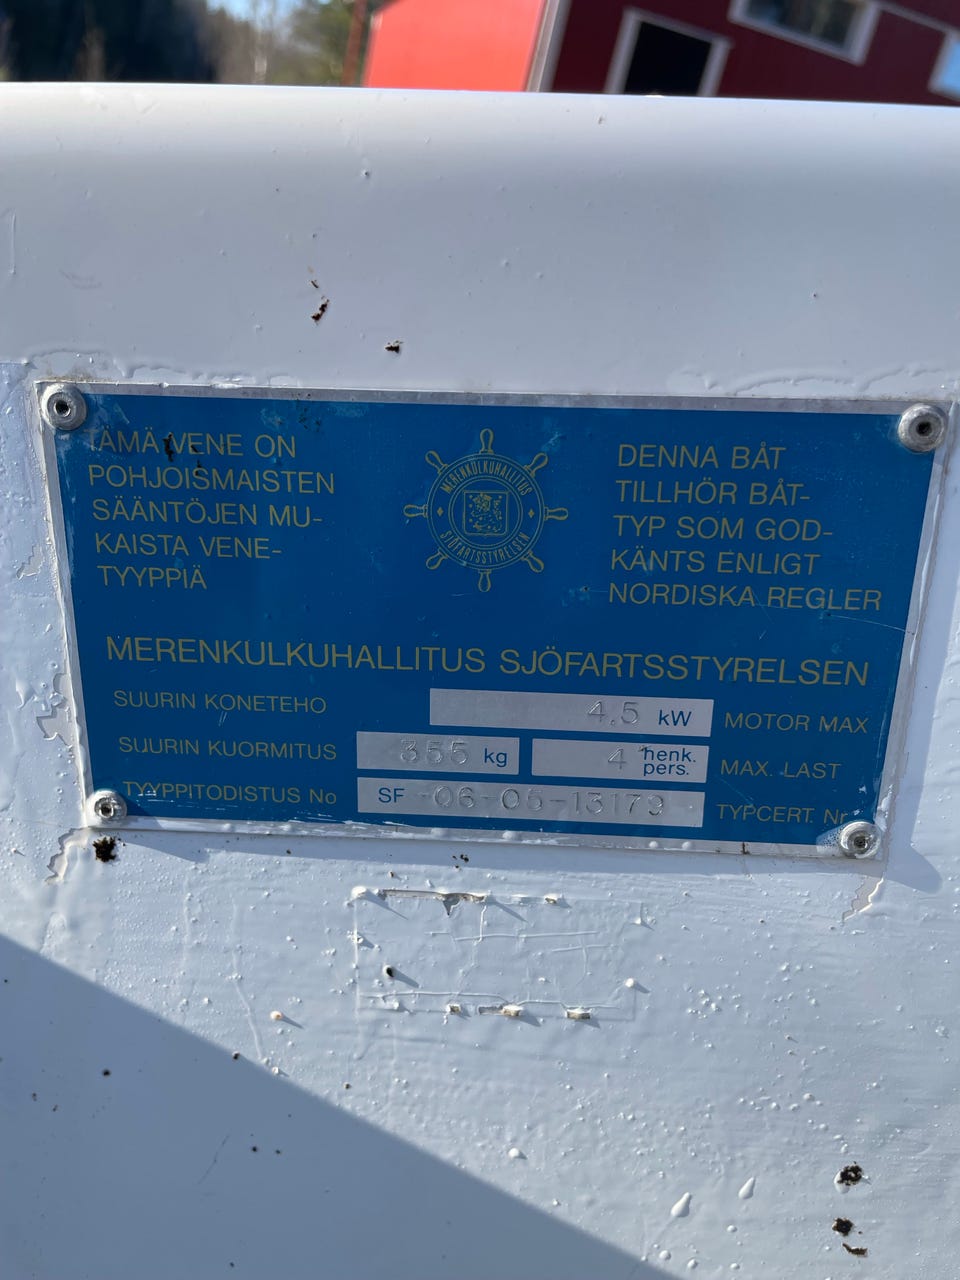 TÄMÄ VENE ON
POHJOISMAISTEN
SÄÄNTÖJEN MU-
KAISTA VENE-
TYYPPIÄ
MERENKULKUHALLITUS
SJÖFARTSSTYRELSEN
DENNA BÅT
TILLHÖR BÅT-
TYP SOM GOD-
KÄNTS ENLIGT
NORDISKA REGLER
MERENKULKUHALLITUS SJÖFARTSSTYRELSEN
SUURIN KONETEHO 4,5 kW MOTOR MAX
SUURIN KUORMITUS 355 kg 4 henk. pers. MAX. LAST
TYYPPITODISTUS No SF -06-05-13179 TYPCERT. Nr